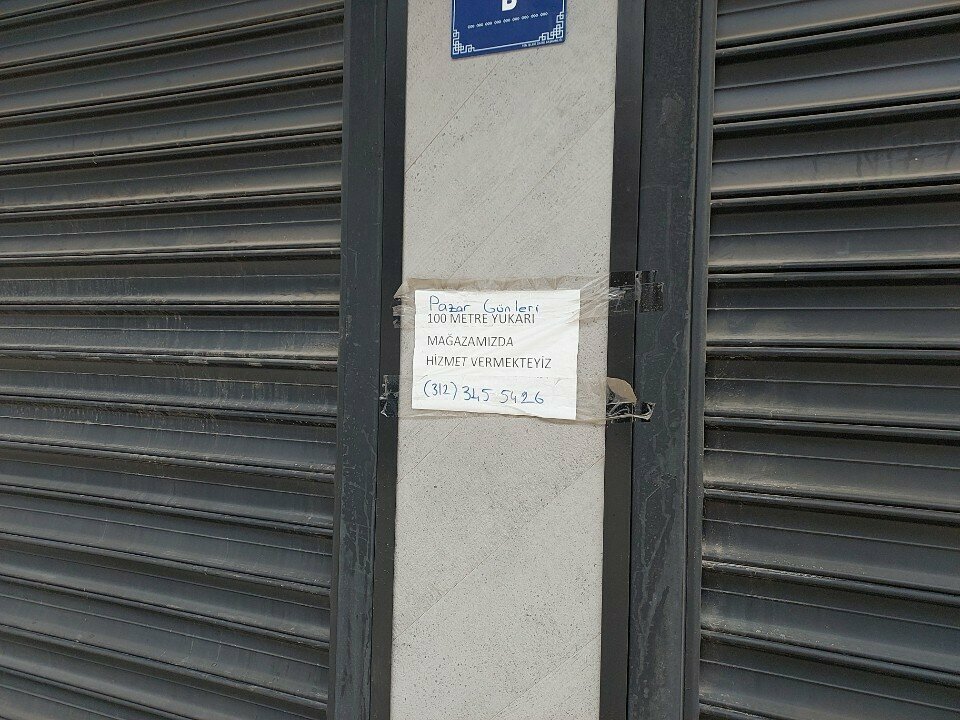 B
Pazar Günleri
100 METRE YUKARI
MAĞAZAMIZDA
HİZMET VERMEKTEYİZ
(312) 345 5426